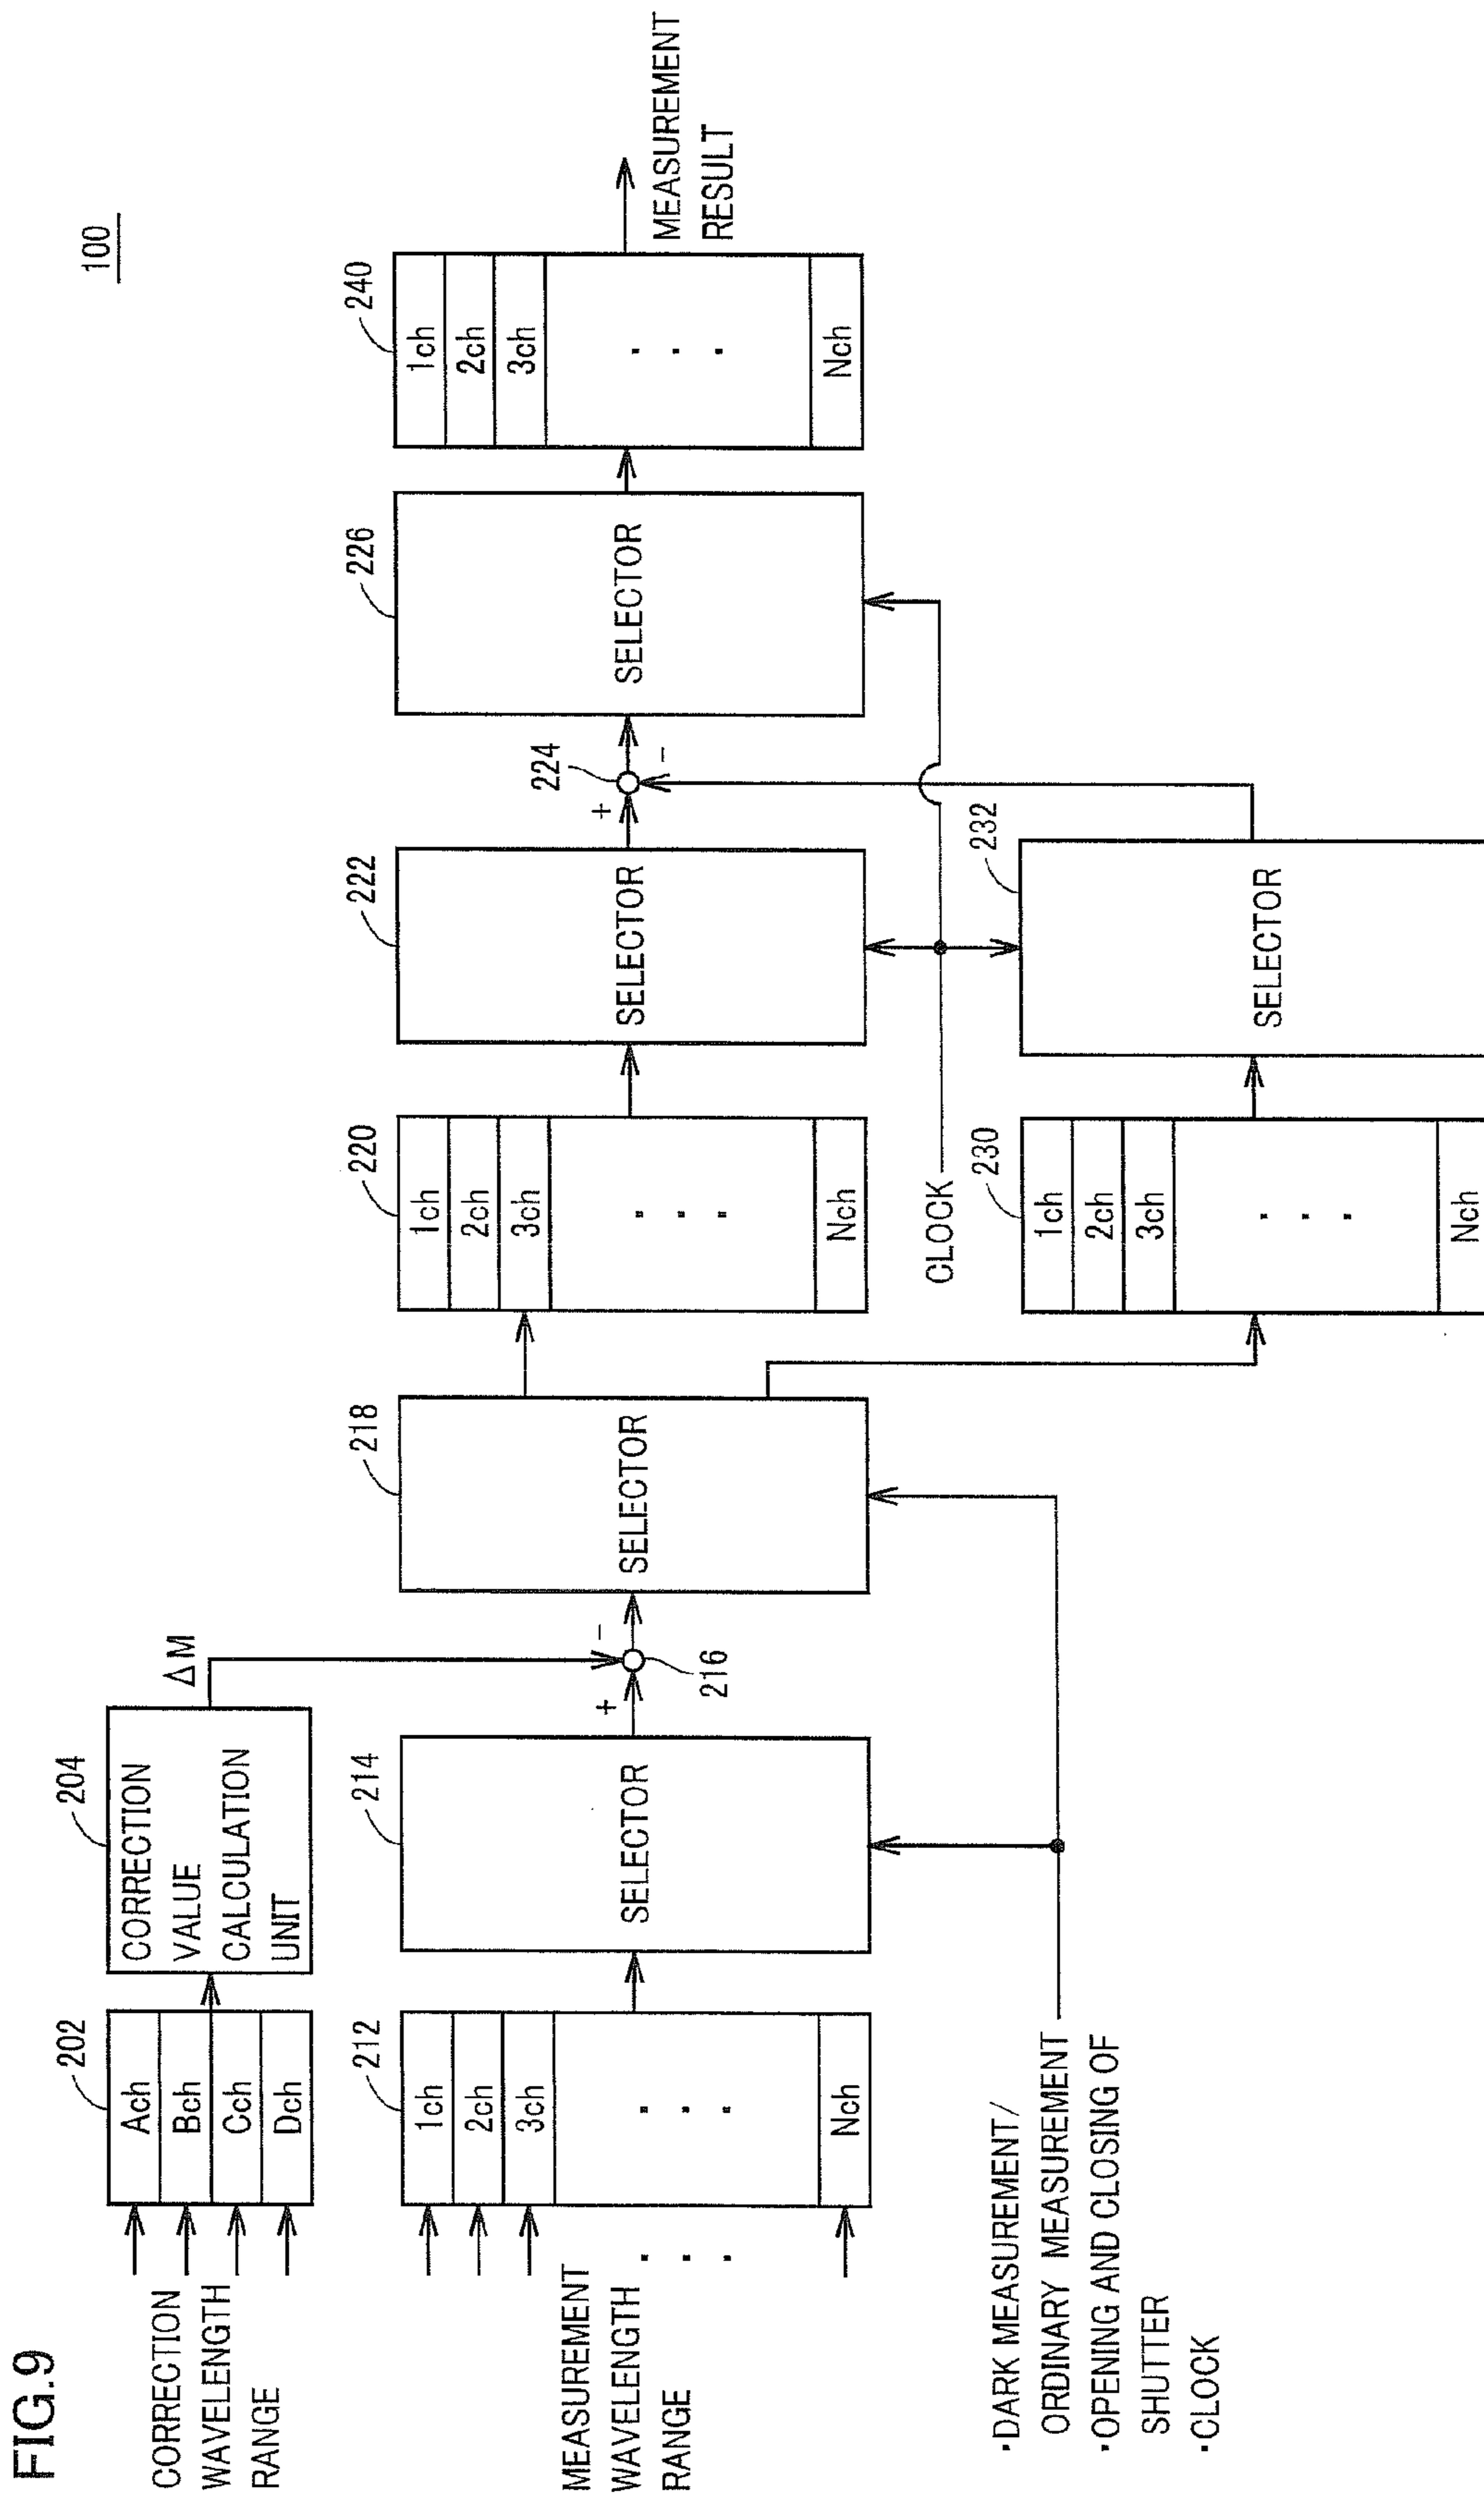 FIG.9
100
CORRECTION
WAVELENGTH
RANGE
202
Ach
Bch
Cch
Dch
204
CORRECTION
VALUE
CALCULATION
UNIT
ΔM
MEASUREMENT
WAVELENGTH
RANGE
. . .
212
1ch
2ch
3ch
. . .
Nch
214
SELECTOR
+
−
216
218
SELECTOR
220
1ch
2ch
3ch
. . .
Nch
222
SELECTOR
+
−
224
226
SELECTOR
240
1ch
2ch
3ch
. . .
Nch
MEASUREMENT
RESULT
CLOCK
230
1ch
2ch
3ch
. . .
Nch
232
SELECTOR
・DARK MEASUREMENT/
ORDINARY MEASUREMENT
・OPENING AND CLOSING OF
SHUTTER
・CLOCK